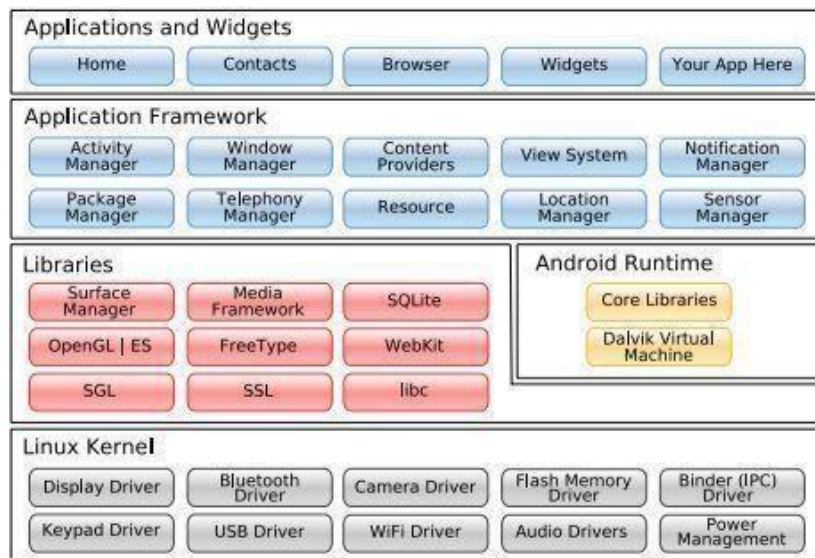 Applications and Widgets
Home
Contacts
Browser
Widgets
Your App Here
Application Framework
Activity
Manager
Window
Manager
Content
Providers
View System
Notification
Manager
Package
Manager
Telephony
Manager
Resource
Location
Manager
Sensor
Manager
Libraries
Surface
Manager
Media
Framework
SQLite
OpenGL | ES
FreeType
WebKit
SGL
SSL
libc
Android Runtime
Core Libraries
Dalvik Virtual
Machine
Linux Kernel
Display Driver
Bluetooth
Driver
Camera Driver
Flash Memory
Driver
Binder (IPC)
Driver
Keypad Driver
USB Driver
WiFi Driver
Audio Drivers
Power
Management